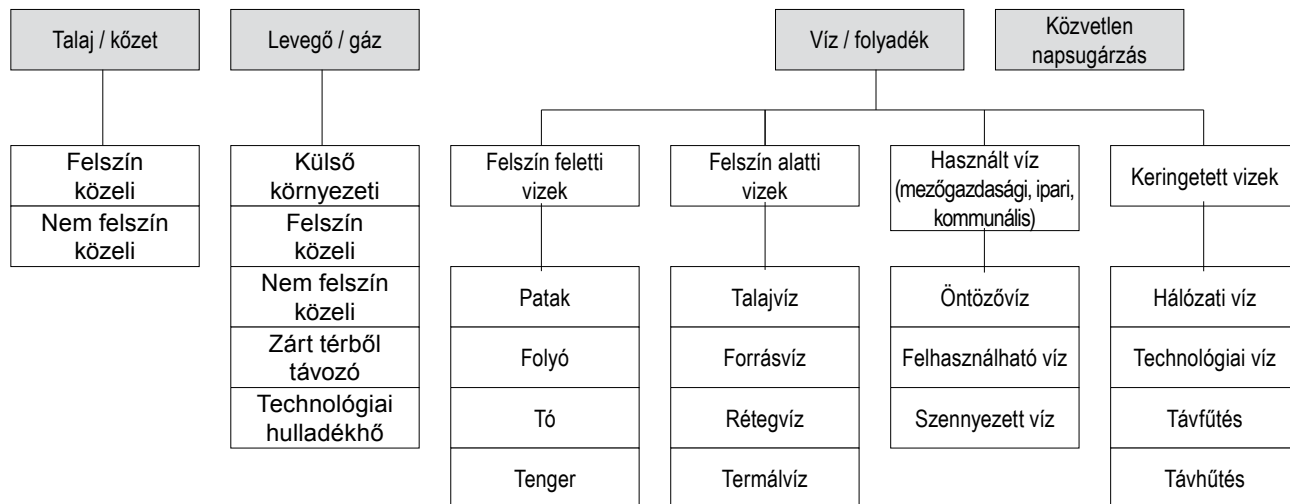 Talaj / kőzet
Levegő / gáz
Víz / folyadék
Közvetlen
napsugárzás
Felszín
közeli
Nem felszín
közeli
Külső
környezeti
Felszín
közeli
Nem felszín
közeli
Zárt térből
távozó
Technológiai
hulladékhő
Felszín feletti
vizek
Patak
Folyó
Tó
Tenger
Felszín alatti
vizek
Talajvíz
Forrásvíz
Rétegvíz
Termálvíz
Használt víz
(mezőgazdasági, ipari,
kommunális)
Öntözővíz
Felhasználható víz
Szennyezett víz
Keringetett vizek
Hálózati víz
Technológiai víz
Távfűtés
Távhűtés